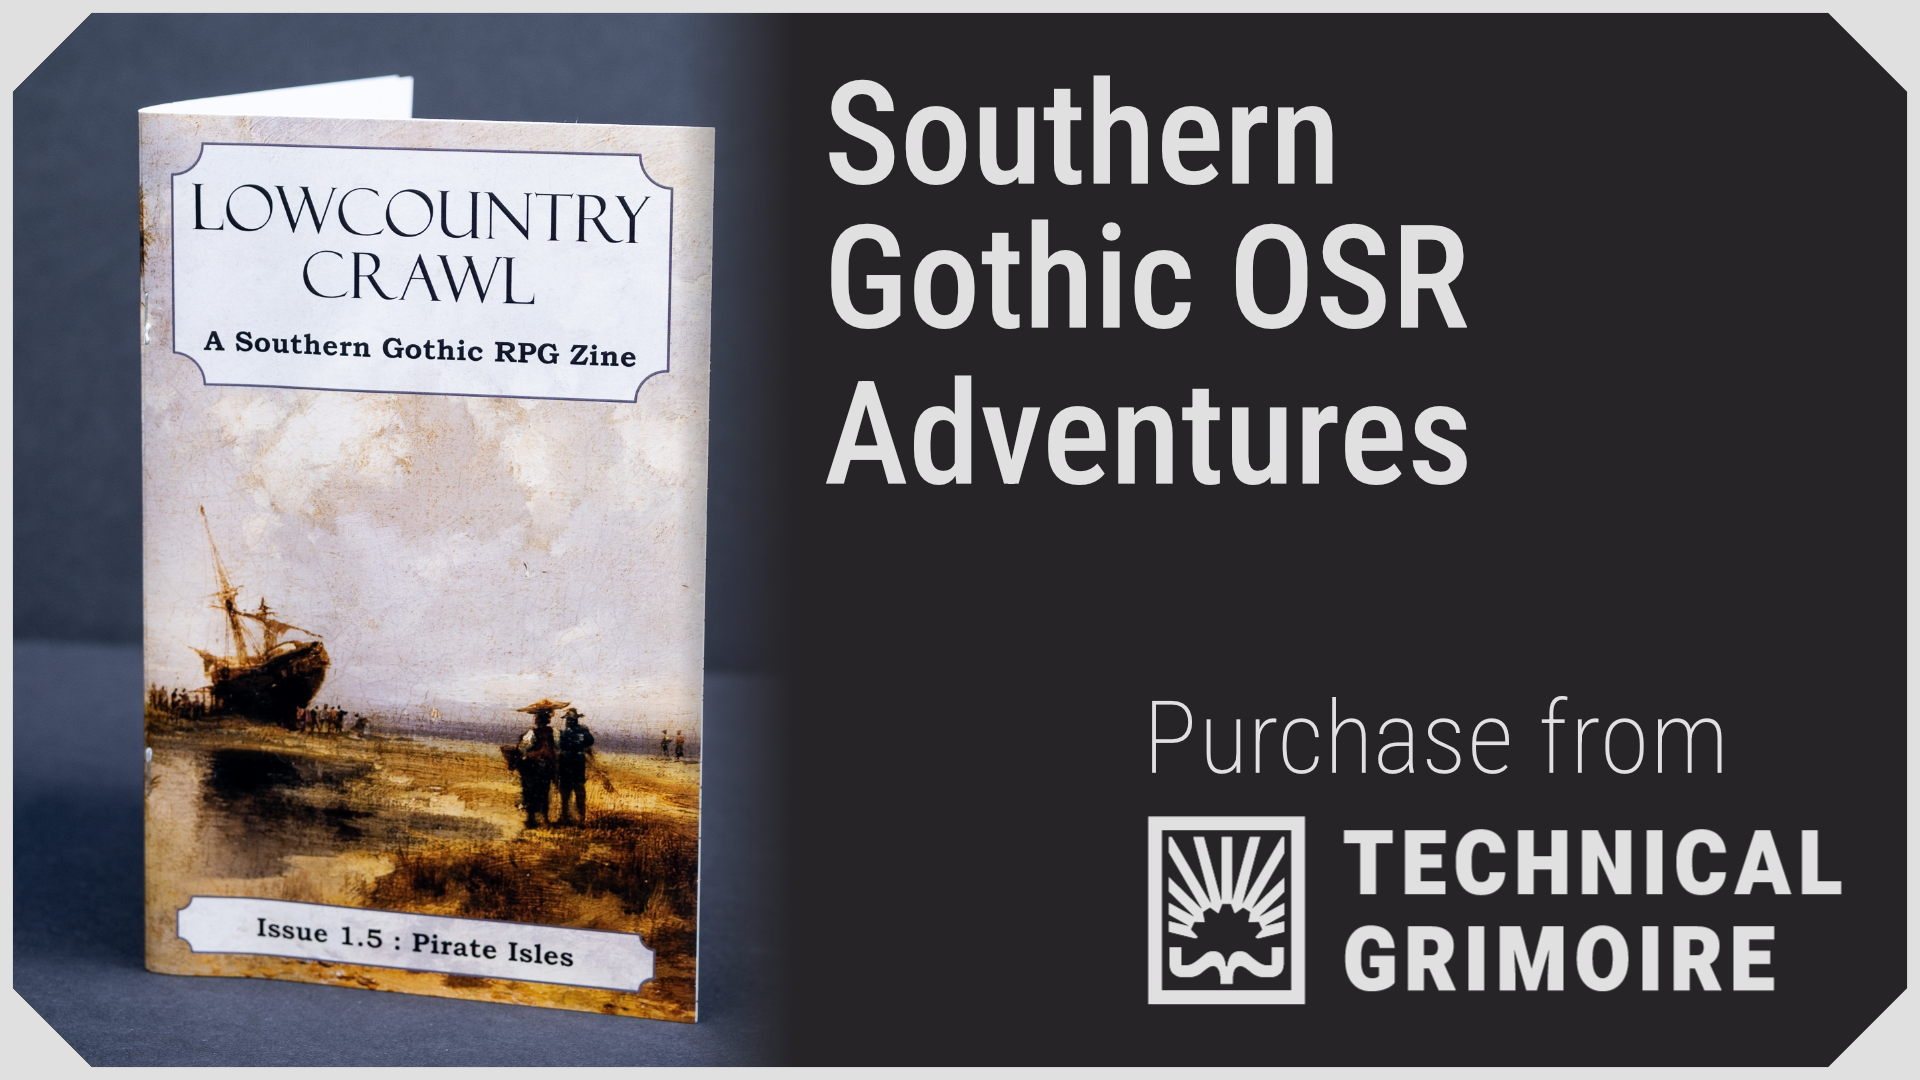 LOWCOUNTRY
CRAWL
A Southern Gothic RPG Zine
Issue 1.5 : Pirate Isles
Southern
Gothic OSR
Adventures
Purchase from
TECHNICAL
GRIMOIRE